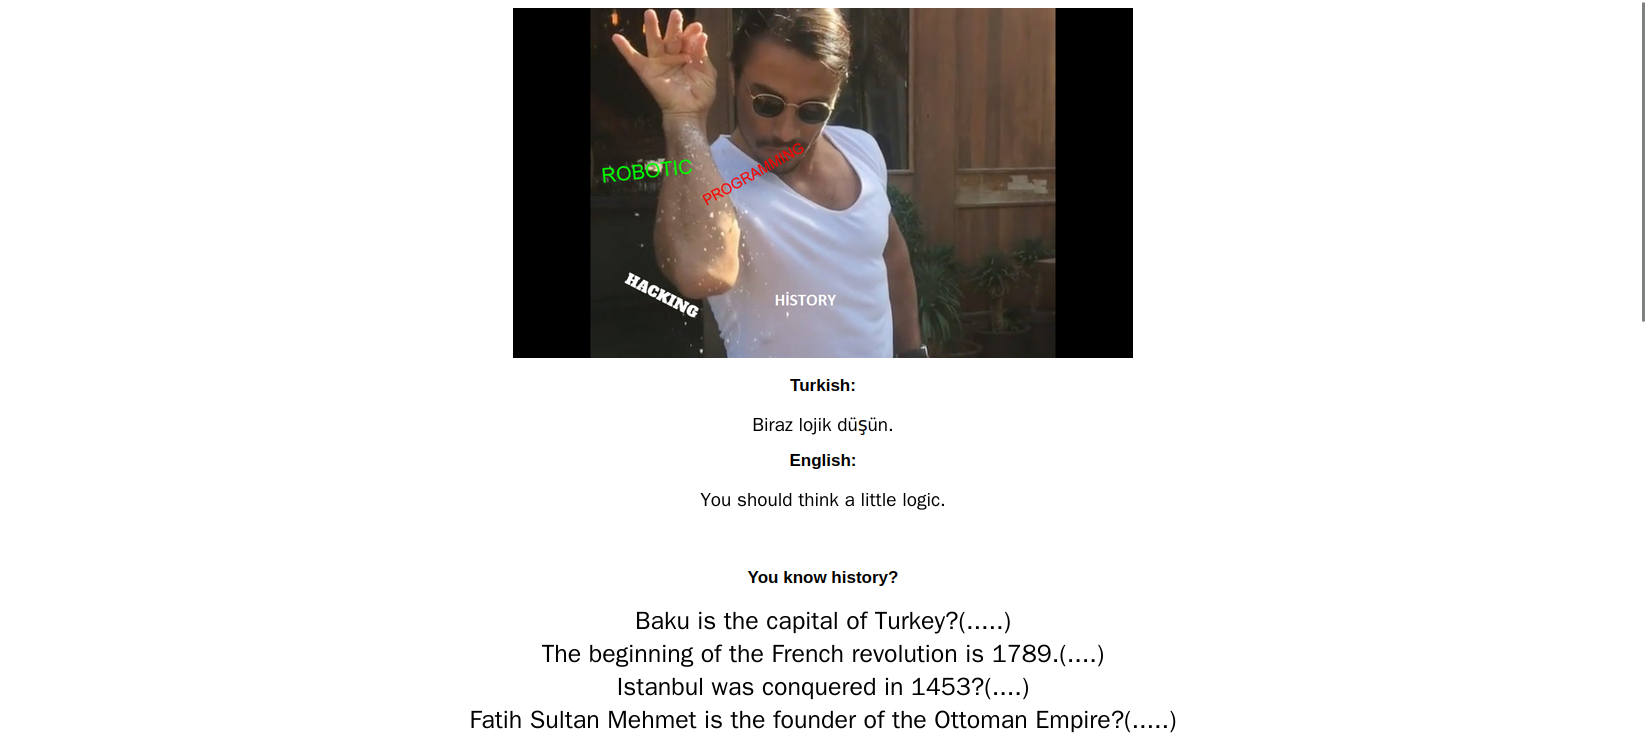 ROBOTIC
PROGRAMMING
HACKING
HİSTORY
Turkish:
Biraz lojik düşün.
English:
You should think a little logic.
You know history?
Baku is the capital of Turkey?(.....)
The beginning of the French revolution is 1789.(....)
Istanbul was conquered in 1453?(....)
Fatih Sultan Mehmet is the founder of the Ottoman Empire?(.....)